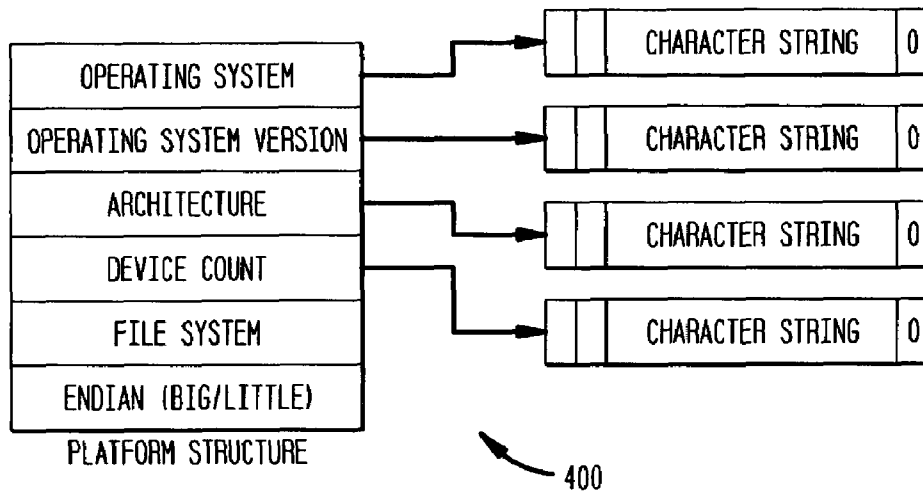 OPERATING SYSTEM
OPERATING SYSTEM VERSION
ARCHITECTURE
DEVICE COUNT
FILE SYSTEM
ENDIAN (BIG/LITTLE)
PLATFORM STRUCTURE
CHARACTER STRING 0
CHARACTER STRING 0
CHARACTER STRING 0
CHARACTER STRING 0
400